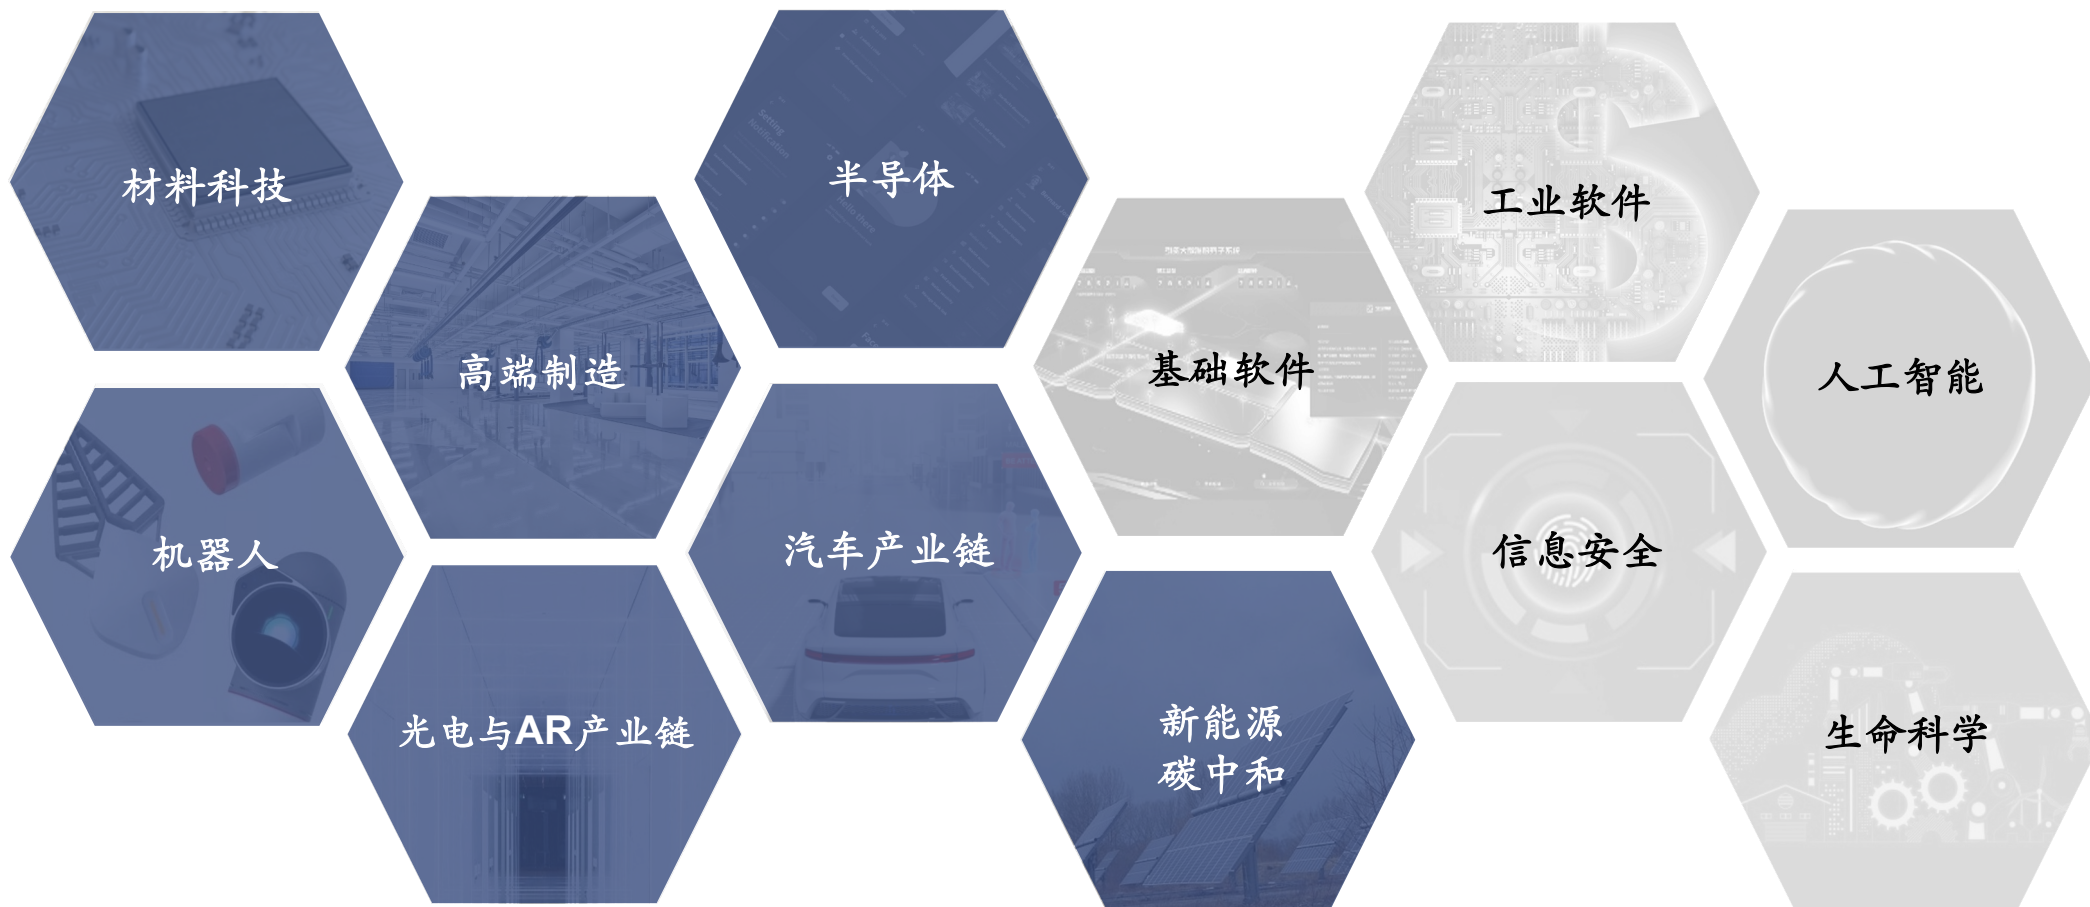 材料科技
半导体
工业软件
高端制造
基础软件
人工智能
机器人
汽车产业链
信息安全
光电与AR产业链
新能源
碳中和
生命科学
Setting
Notification